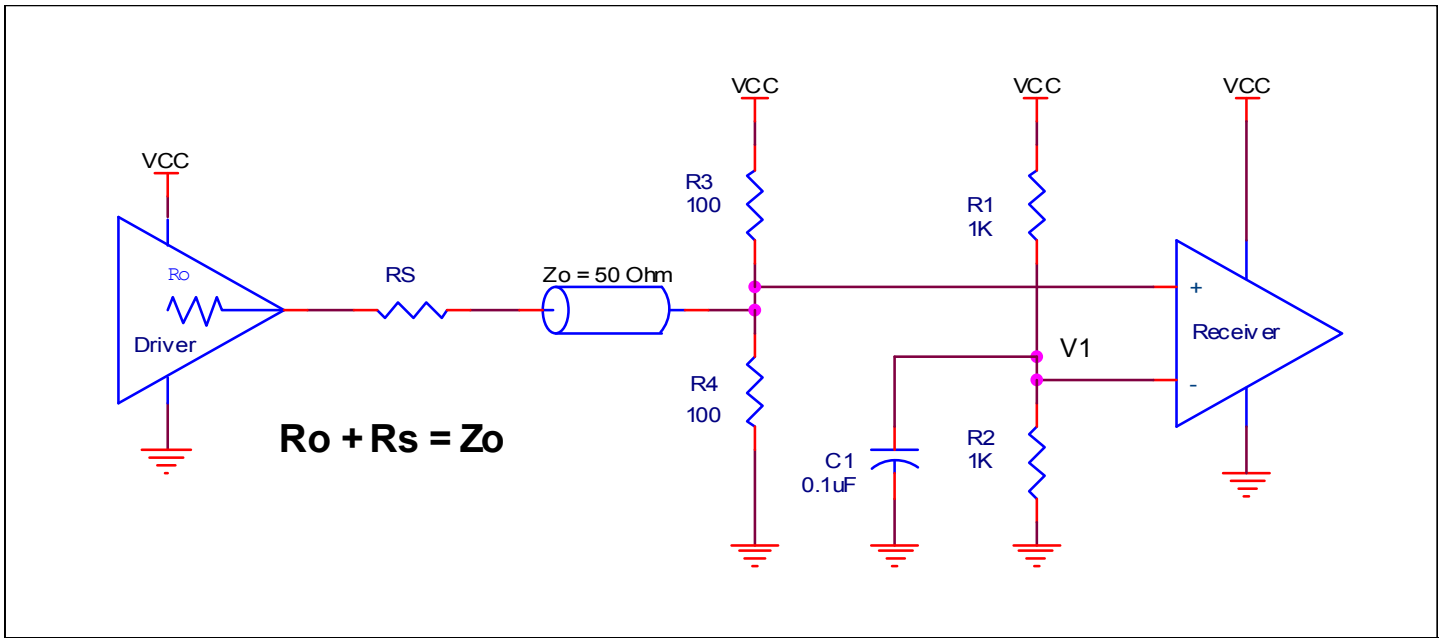 VCC
VCC
VCC
VCC
R3
100
R1
1K
Ro
RS
Zo = 50 Ohm
+
Driver
Receiver
V1
-
R4
100
Ro + Rs = Zo
R2
1K
C1
0.1uF